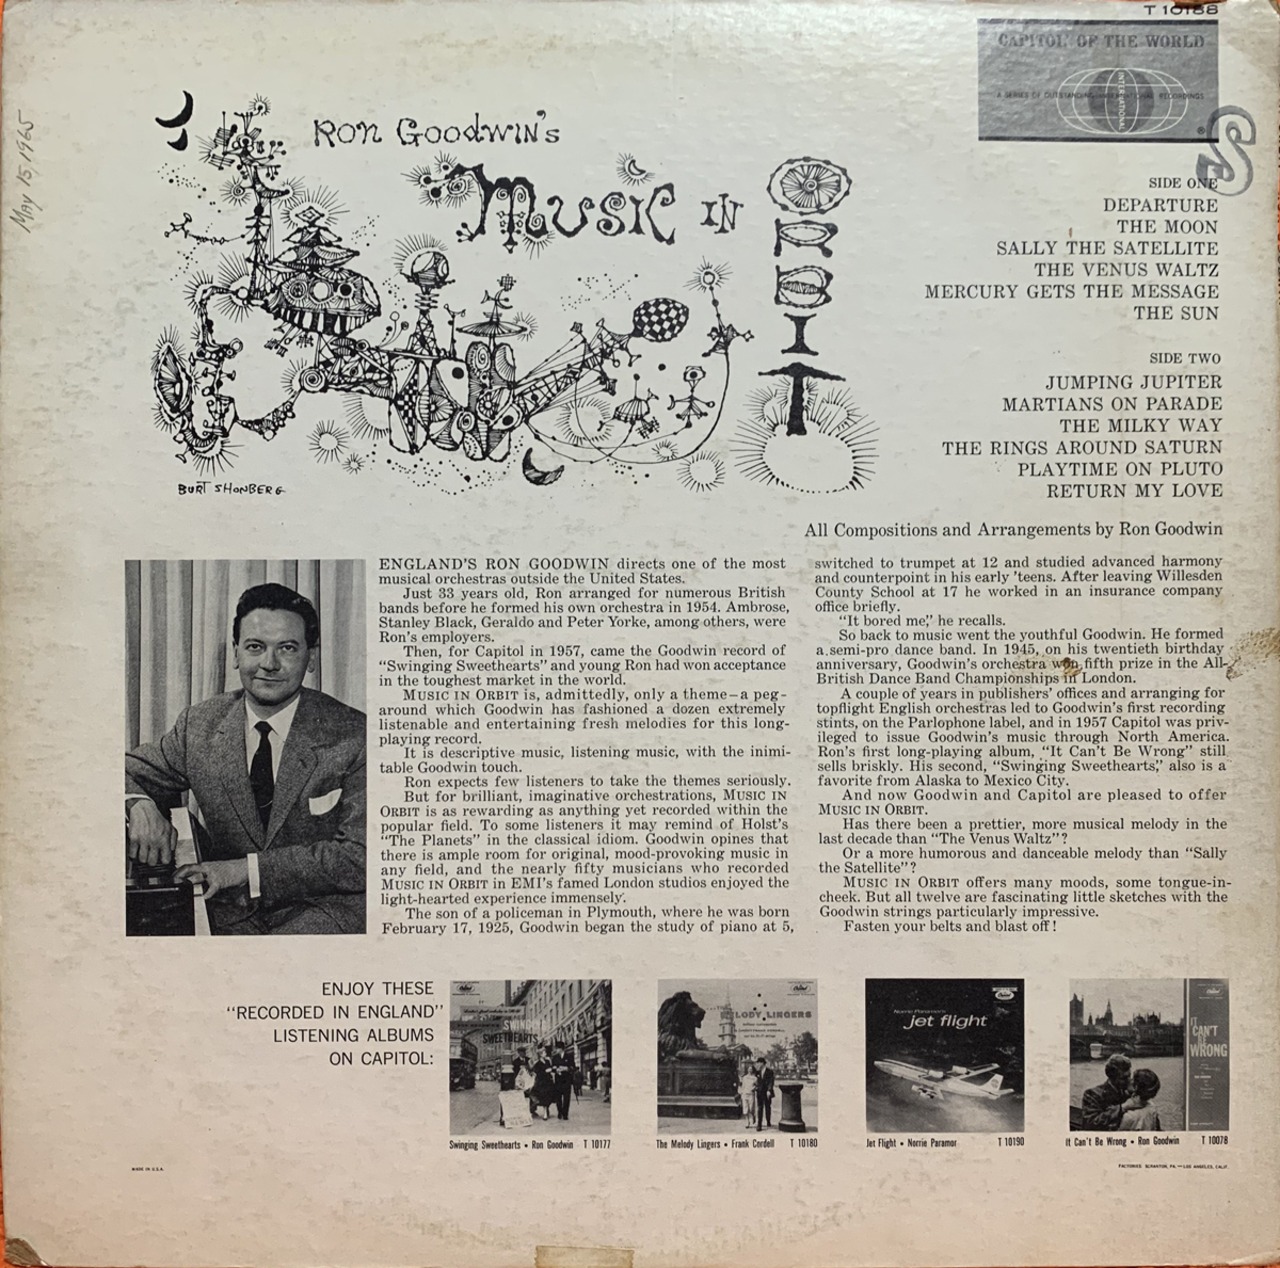 T 10188
CAPITOL OF THE WORLD
A SERIES OF OUTSTANDING INTERNATIONAL RECORDINGS
INTERNATIONAL
®
S
May 15, 1965
Ron Goodwin's
Music in
ORBIT
BURT SHONBERG
SIDE ONE
DEPARTURE
THE MOON
SALLY THE SATELLITE
THE VENUS WALTZ
MERCURY GETS THE MESSAGE
THE SUN
SIDE TWO
JUMPING JUPITER
MARTIANS ON PARADE
THE MILKY WAY
THE RINGS AROUND SATURN
PLAYTIME ON PLUTO
RETURN MY LOVE
All Compositions and Arrangements by Ron Goodwin
ENGLAND'S RON GOODWIN directs one of the most
musical orchestras outside the United States.
Just 33 years old, Ron arranged for numerous British
bands before he formed his own orchestra in 1954. Ambrose,
Stanley Black, Geraldo and Peter Yorke, among others, were
Ron's employers.
Then, for Capitol in 1957, came the Goodwin record of
"Swinging Sweethearts" and young Ron had won acceptance
in the toughest market in the world.
MUSIC IN ORBIT is, admittedly, only a theme—a peg-
around which Goodwin has fashioned a dozen extremely
listenable and entertaining fresh melodies for this long-
playing record.
It is descriptive music, listening music, with the inimi-
table Goodwin touch.
Ron expects few listeners to take the themes seriously.
But for brilliant, imaginative orchestrations, MUSIC IN
ORBIT is as rewarding as anything yet recorded within the
popular field. To some listeners it may remind of Holst's
"The Planets" in the classical idiom. Goodwin opines that
there is ample room for original, mood-provoking music in
any field, and the nearly fifty musicians who recorded
MUSIC IN ORBIT in EMI's famed London studios enjoyed the
light-hearted experience immensely.
The son of a policeman in Plymouth, where he was born
February 17, 1925, Goodwin began the study of piano at 5,
switched to trumpet at 12 and studied advanced harmony
and counterpoint in his early 'teens. After leaving Willesden
County School at 17 he worked in an insurance company
office briefly.
"It bored me," he recalls.
So back to music went the youthful Goodwin. He formed
a semi-pro dance band. In 1945, on his twentieth birthday
anniversary, Goodwin's orchestra won fifth prize in the All-
British Dance Band Championships in London.
A couple of years in publishers' offices and arranging for
topflight English orchestras led to Goodwin's first recording
stints, on the Parlophone label, and in 1957 Capitol was priv-
ileged to issue Goodwin's music through North America.
Ron's first long-playing album, "It Can't Be Wrong" still
sells briskly. His second, "Swinging Sweethearts," also is a
favorite from Alaska to Mexico City.
And now Goodwin and Capitol are pleased to offer
MUSIC IN ORBIT.
Has there been a prettier, more musical melody in the
last decade than "The Venus Waltz"?
Or a more humorous and danceable melody than "Sally
the Satellite"?
MUSIC IN ORBIT offers many moods, some tongue-in-
cheek. But all twelve are fascinating little sketches with the
Goodwin strings particularly impressive.
Fasten your belts and blast off!
ENJOY THESE
"RECORDED IN ENGLAND"
LISTENING ALBUMS
ON CAPITOL:
SWEETHEARTS
LODY LINGERS
Norrie Paramor
jet flight
IT
CAN'T
BE
WRONG
Swinging Sweethearts • Ron Goodwin T 10177
The Melody Lingers • Frank Cordell T 10180
Jet Flight • Norrie Paramor T 10190
It Can't Be Wrong • Ron Goodwin T 10078
MADE IN U.S.A.
FACTORIES: SCRANTON, PA. — LOS ANGELES, CALIF.